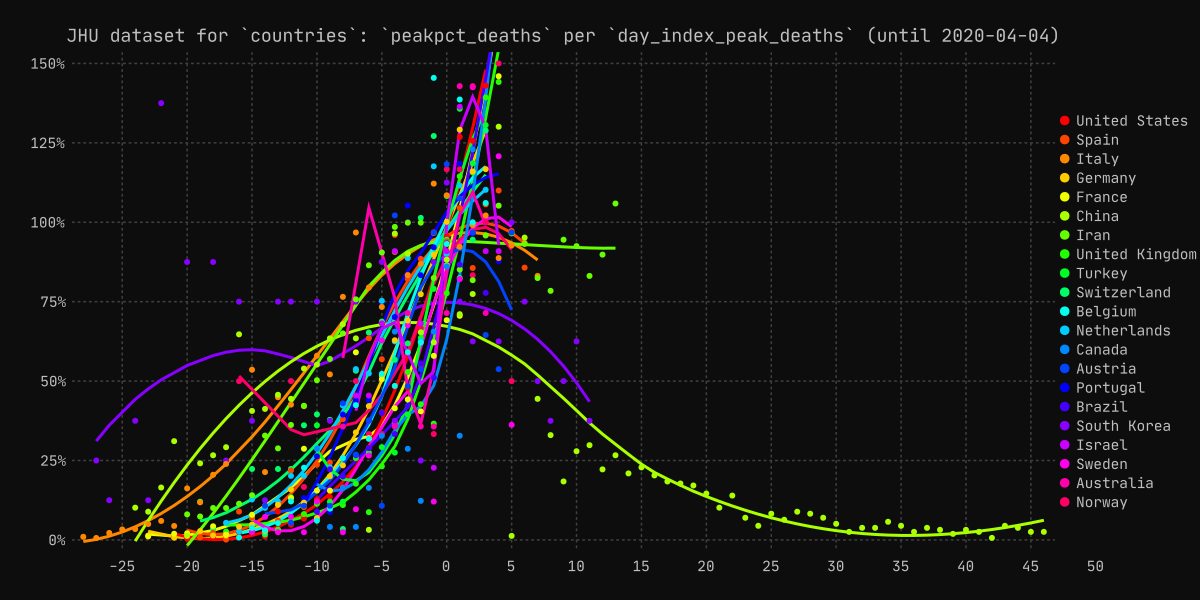 JHU dataset for `countries`: `peakpct_deaths` per `day_index_peak_deaths` (until 2020-04-04)
150%
125%
100%
75%
50%
25%
0%
-25
-20
-15
-10
-5
0
5
10
15
20
25
30
35
40
45
50
United States
Spain
Italy
Germany
France
China
Iran
United Kingdom
Turkey
Switzerland
Belgium
Netherlands
Canada
Austria
Portugal
Brazil
South Korea
Israel
Sweden
Australia
Norway